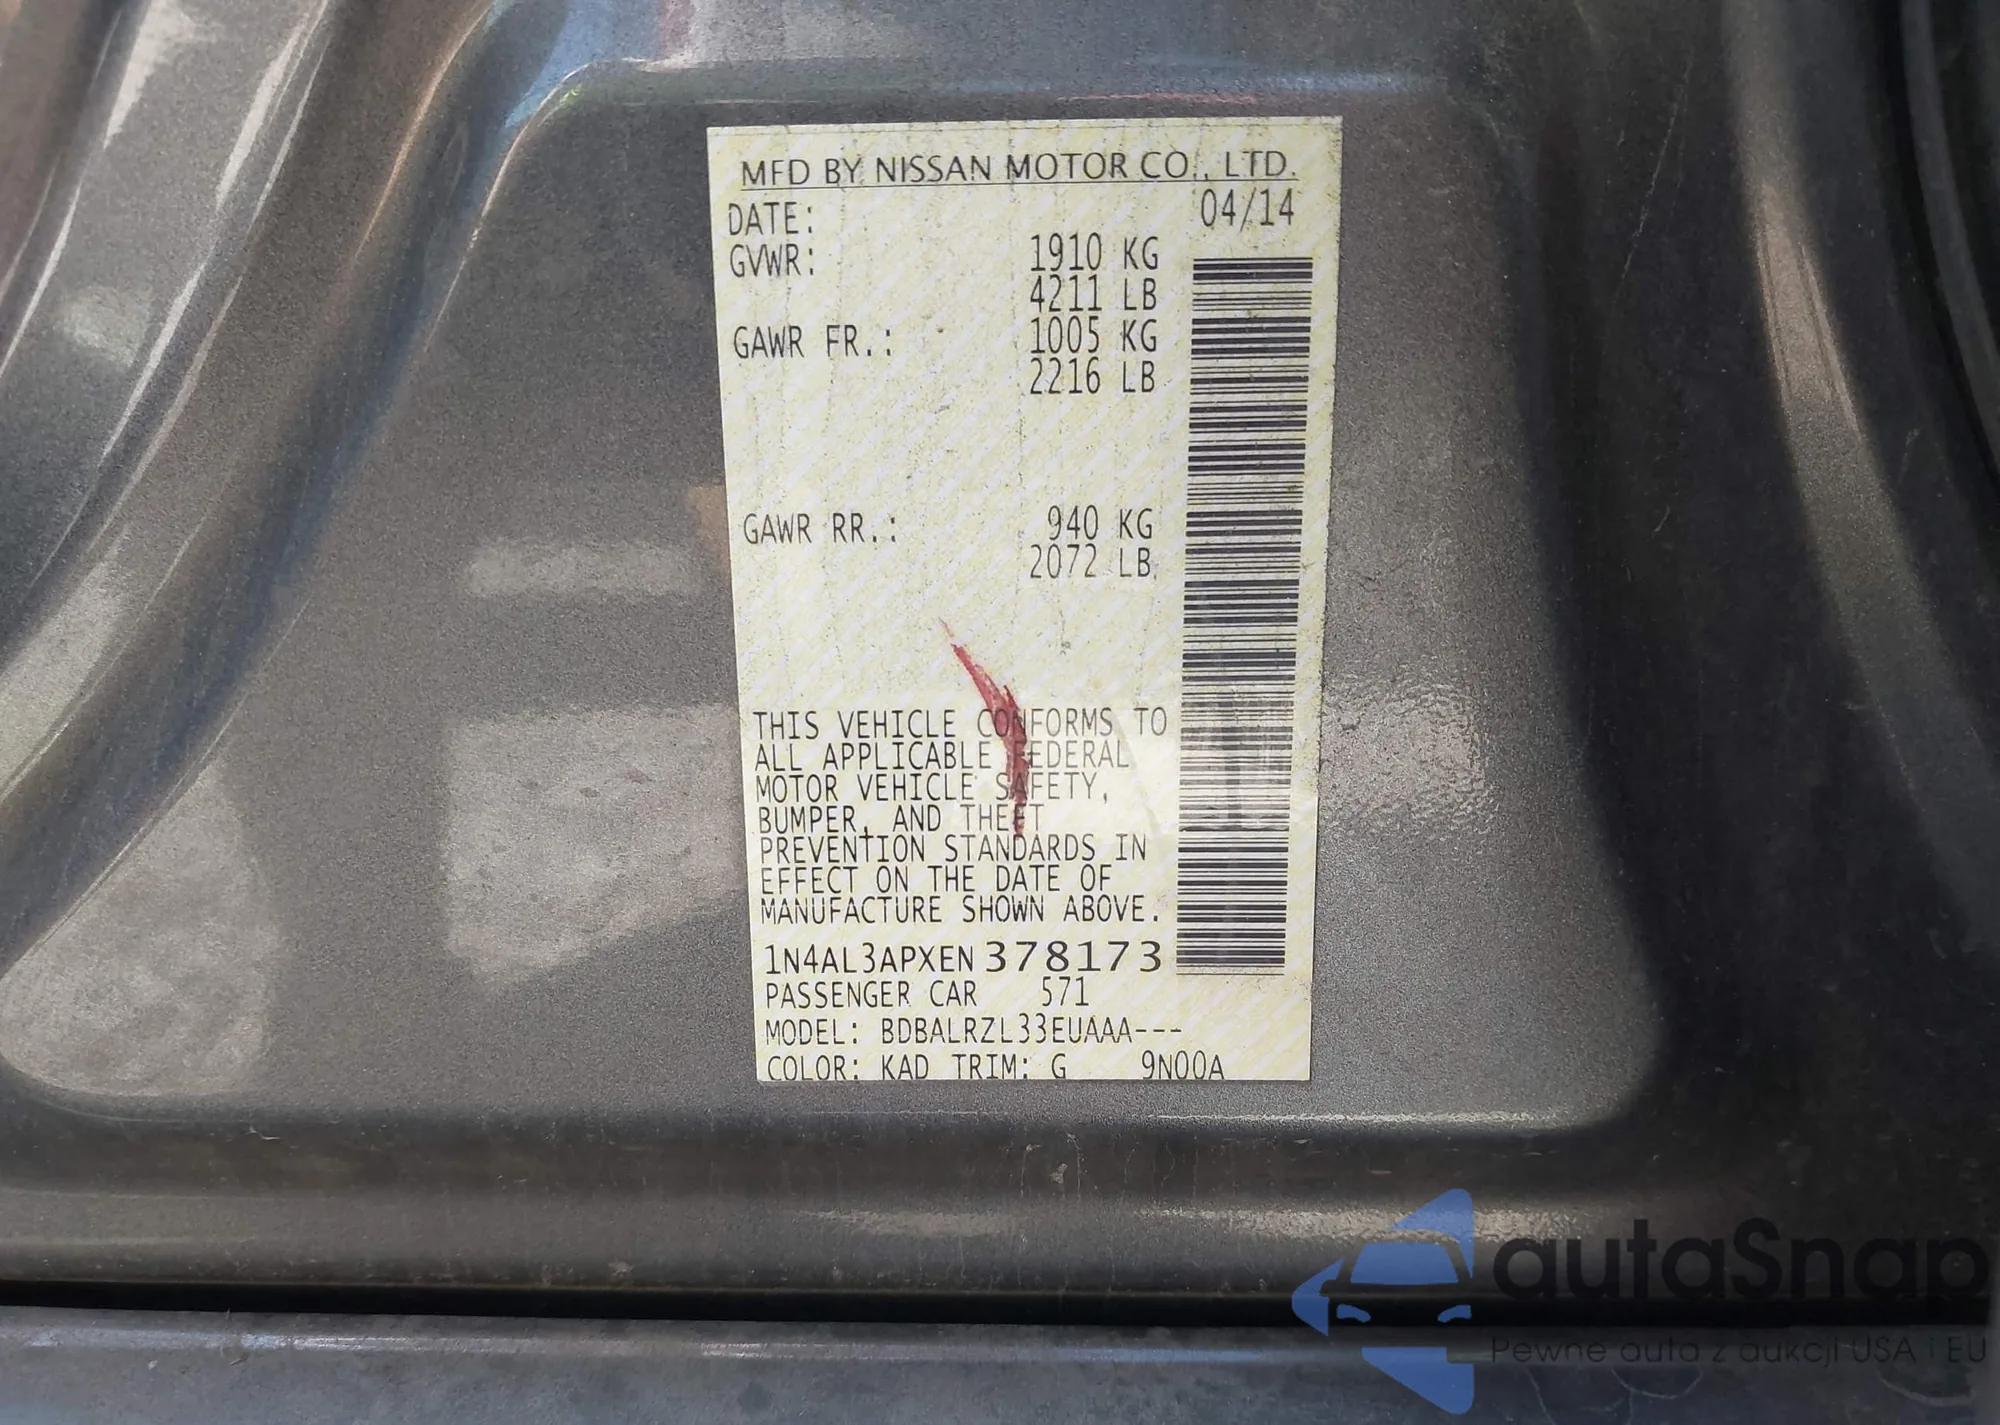 MFD BY NISSAN MOTOR CO., LTD.
DATE: 04/14
GVWR: 1910 KG
4211 LB
GAWR FR.: 1005 KG
2216 LB
GAWR RR.: 940 KG
2072 LB
THIS VEHICLE CONFORMS TO
ALL APPLICABLE FEDERAL
MOTOR VEHICLE SAFETY,
BUMPER, AND THEFT
PREVENTION STANDARDS IN
EFFECT ON THE DATE OF
MANUFACTURE SHOWN ABOVE.
1N4AL3APXEN378173
PASSENGER CAR 571
MODEL: BDBALRZL33EUAAA---
COLOR: KAD TRIM: G 9N00A
autaSnap
Pewne auta z aukcji USA i EU